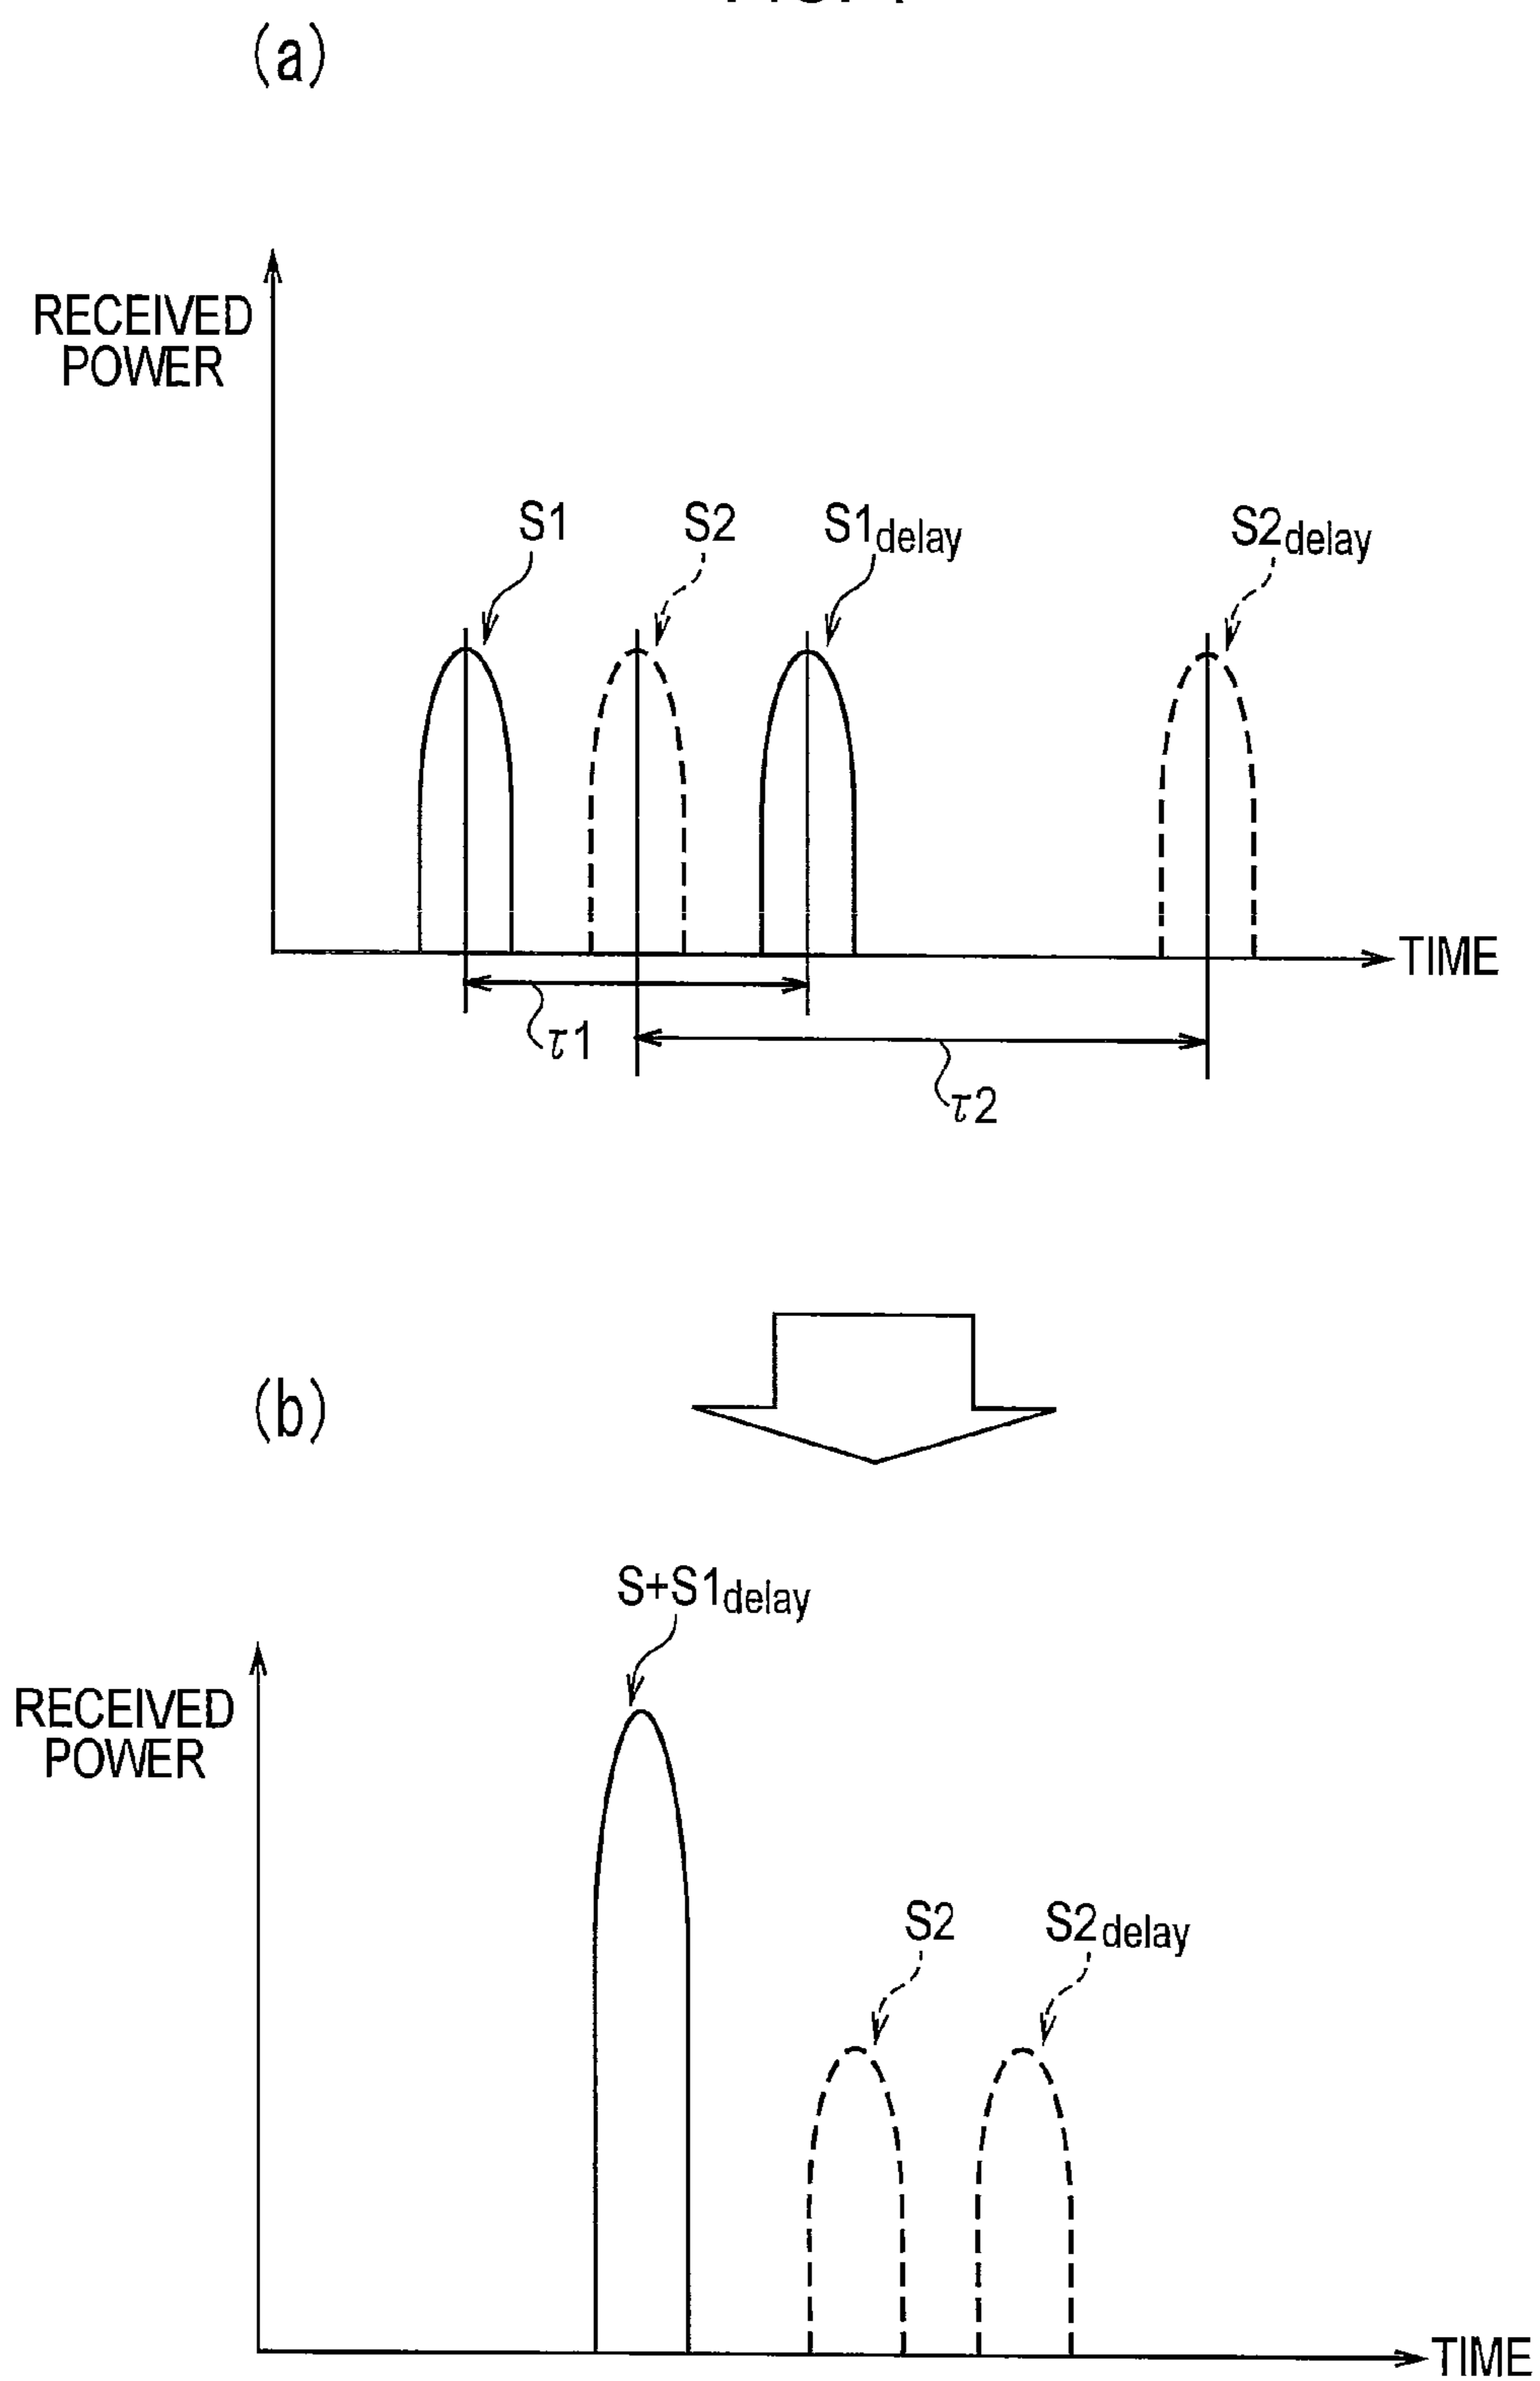 (a)
RECEIVED
POWER
S1
S2
S1delay
S2delay
TIME
τ1
τ2
(b)
S+S1delay
RECEIVED
POWER
S2
S2delay
TIME